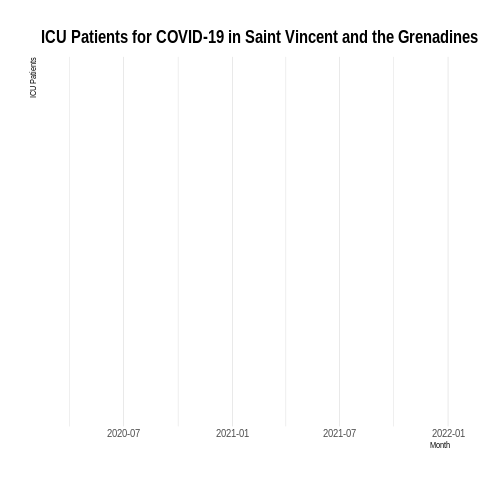 ICU Patients for COVID-19 in Saint Vincent and the Grenadines
ICU Patients
2020-07 2021-01 2021-07 2022-01
Month